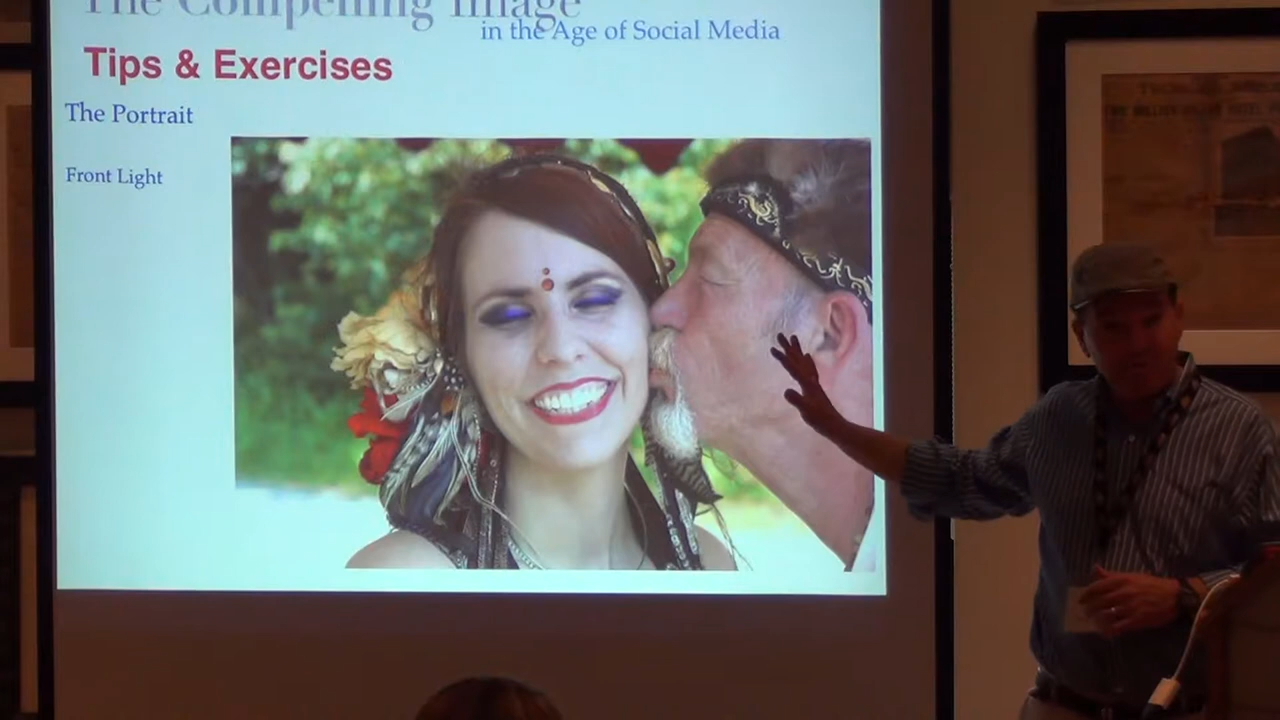 The Compelling Image
in the Age of Social Media
Tips & Exercises
The Portrait
Front Light